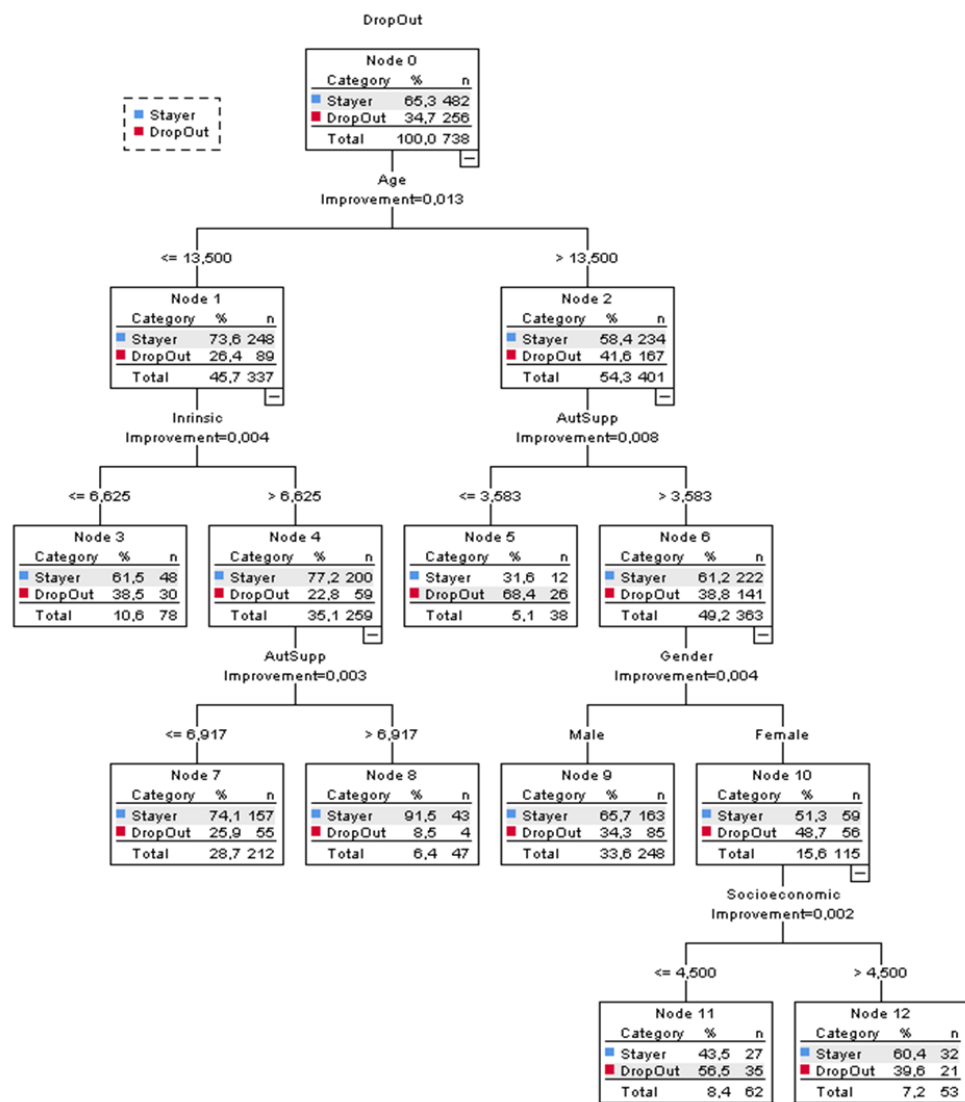 DropOut
Node 0
Category % n
Stayer 65,3 482
DropOut 34,7 256
Total 100,0 738
Stayer
DropOut
Age
Improvement=0,013
<= 13,500
> 13,500
Node 1
Category % n
Stayer 73,6 248
DropOut 26,4 89
Total 45,7 337
Node 2
Category % n
Stayer 58,4 234
DropOut 41,6 167
Total 54,3 401
Inrinsic
Improvement=0,004
AutSupp
Improvement=0,008
<= 6,625
> 6,625
<= 3,583
> 3,583
Node 3
Category % n
Stayer 61,5 48
DropOut 38,5 30
Total 10,6 78
Node 4
Category % n
Stayer 77,2 200
DropOut 22,8 59
Total 35,1 259
Node 5
Category % n
Stayer 31,6 12
DropOut 68,4 26
Total 5,1 38
Node 6
Category % n
Stayer 61,2 222
DropOut 38,8 141
Total 49,2 363
AutSupp
Improvement=0,003
Gender
Improvement=0,004
<= 6,917
> 6,917
Male
Female
Node 7
Category % n
Stayer 74,1 157
DropOut 25,9 55
Total 28,7 212
Node 8
Category % n
Stayer 91,5 43
DropOut 8,5 4
Total 6,4 47
Node 9
Category % n
Stayer 65,7 163
DropOut 34,3 85
Total 33,6 248
Node 10
Category % n
Stayer 51,3 59
DropOut 48,7 56
Total 15,6 115
Socioeconomic
Improvement=0,002
<= 4,500
> 4,500
Node 11
Category % n
Stayer 43,5 27
DropOut 56,5 35
Total 8,4 62
Node 12
Category % n
Stayer 60,4 32
DropOut 39,6 21
Total 7,2 53